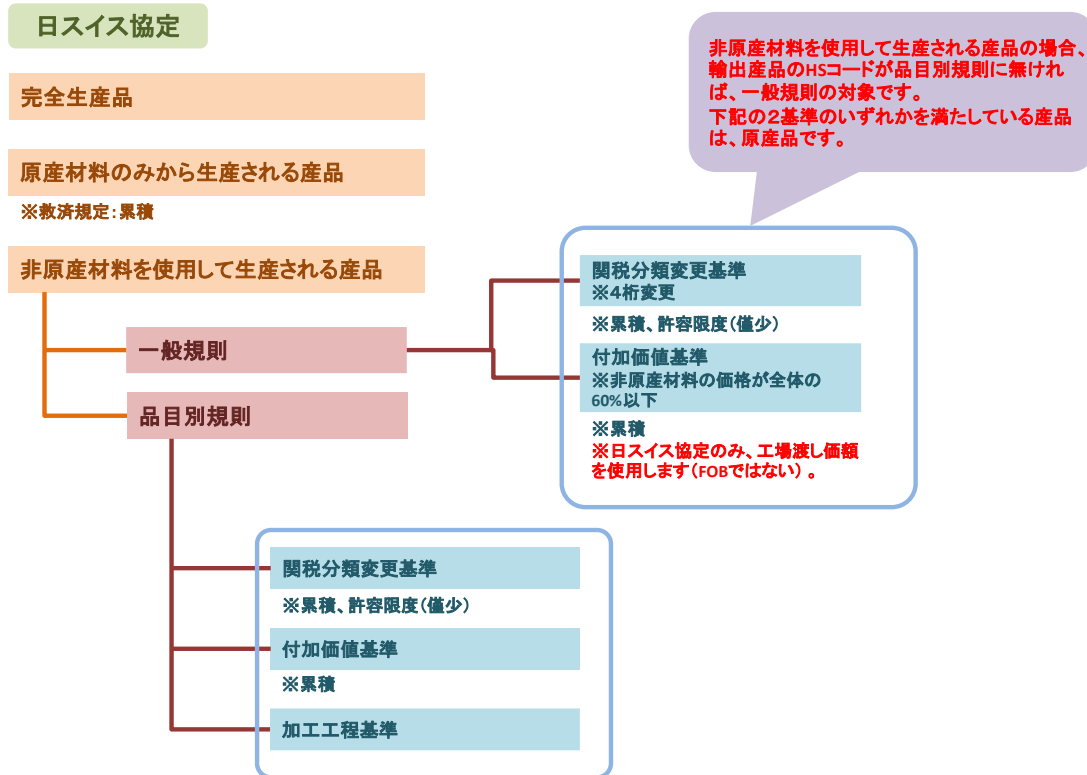 日スイス協定
完全生産品
原産材料のみから生産される産品
※救済規定：累積
非原産材料を使用して生産される産品
一般規則
品目別規則
非原産材料を使用して生産される産品の場合、
輸出産品のHSコードが品目別規則に無けれ
ば、一般規則の対象です。
下記の２基準のいずれかを満たしている産品
は、原産品です。
関税分類変更基準
※４桁変更
※累積、許容限度（僅少）
付加価値基準
※非原産材料の価格が全体の
60%以下
※累積
※日スイス協定のみ、工場渡し価額
を使用します（FOBではない）。
関税分類変更基準
※累積、許容限度（僅少）
付加価値基準
※累積
加工工程基準